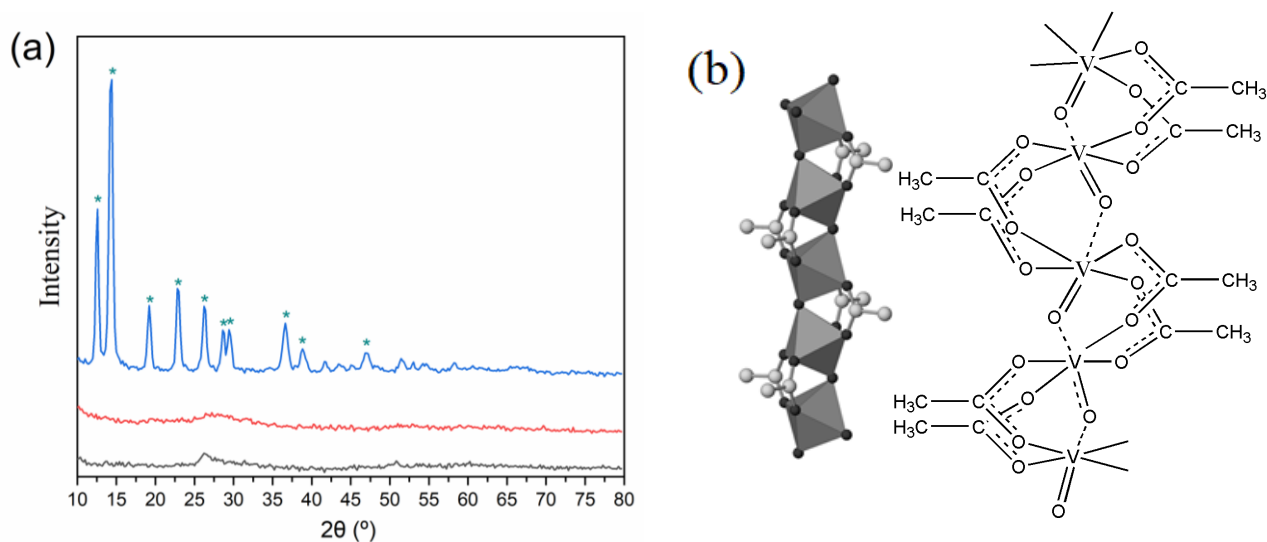 (a)
Intensity
* * * * * * * * * * *
10 15 20 25 30 35 40 45 50 55 60 65 70 75 80
2θ (º)
(b)
V O
O C CH₃
O
O C CH₃
O V O
H₃C C O
O
H₃C C
O
O
O V O
O C CH₃
O
O C CH₃
O V O
H₃C C
O
O
H₃C C
O
O V
O